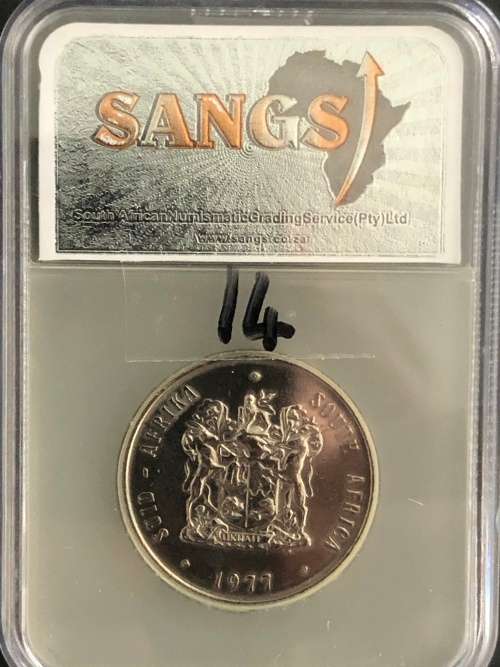 SANGS
South African Numismatic Grading Service (Pty) Ltd
www.sangs.co.za
14
SUID - AFRIKA · SOUTH AFRICA
· 1977 ·